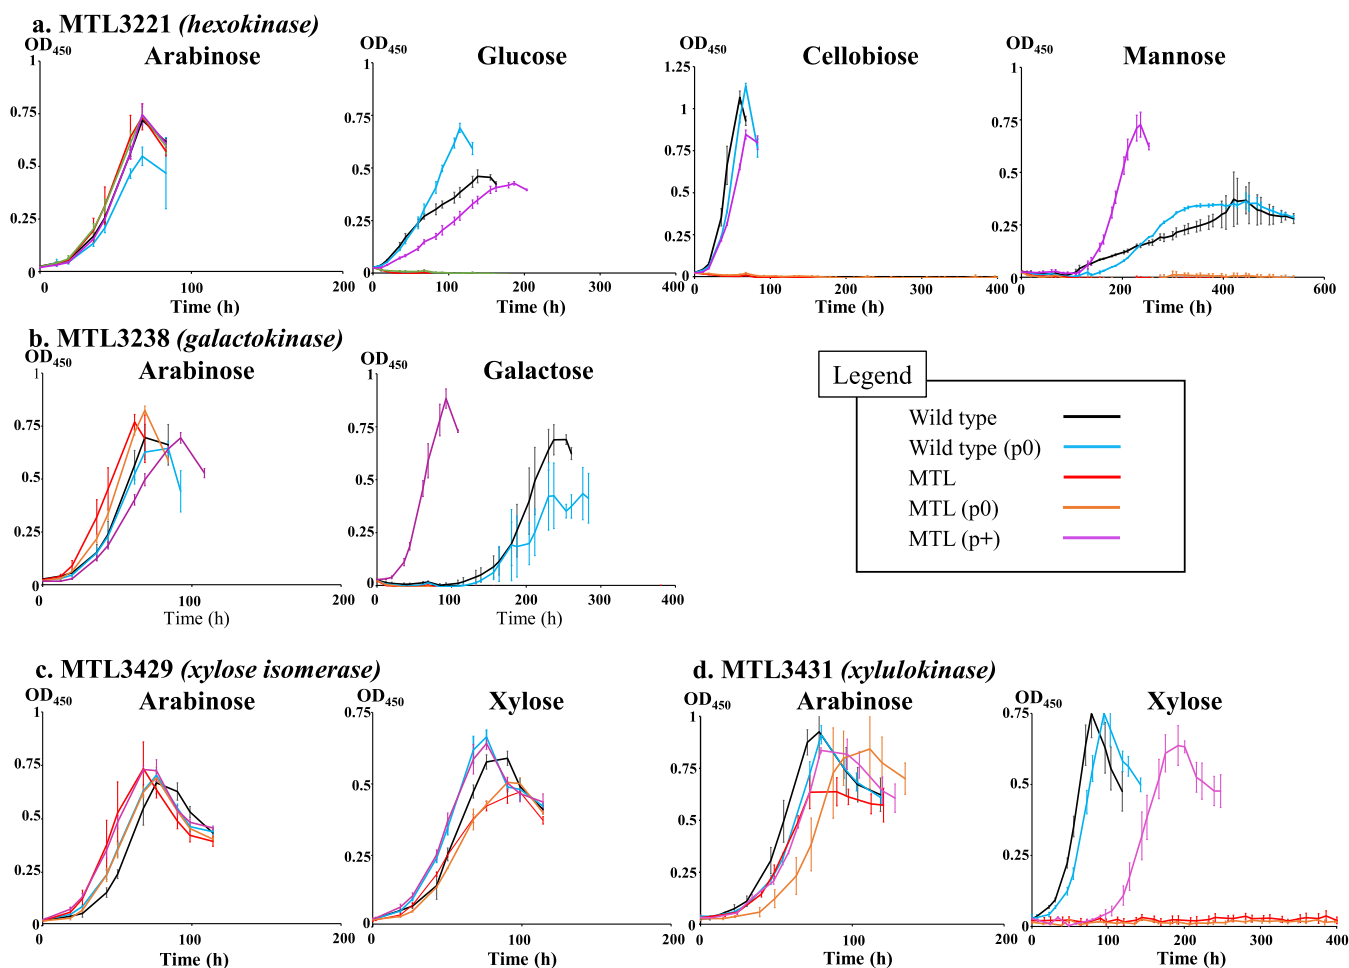 a. MTL3221 (hexokinase)
OD450 Arabinose
1
0.75
0.5
0.25
0
0 100 200
Time (h)
OD450 Glucose
1
0.75
0.5
0.25
0
0 100 200 300 400
Time (h)
OD450 Cellobiose
1.25
1
0.75
0.5
0.25
0
0 100 200 300 400
Time (h)
OD450 Mannose
1
0.75
0.5
0.25
0
0 200 400 600
Time (h)
b. MTL3238 (galactokinase)
OD450 Arabinose
1
0.75
0.5
0.25
0
0 100 200
Time (h)
OD450 Galactose
1
0.75
0.5
0.25
0
0 100 200 300 400
Time (h)
Legend
Wild type
Wild type (p0)
MTL
MTL (p0)
MTL (p+)
c. MTL3429 (xylose isomerase)
OD450 Arabinose
1
0.75
0.5
0.25
0
0 100 200
Time (h)
OD450 Xylose
0.75
0.5
0.25
0
0 100 200
Time (h)
d. MTL3431 (xylulokinase)
OD450 Arabinose
1
0.75
0.5
0.25
0
0 100 200
Time (h)
OD450 Xylose
0.75
0.5
0.25
0
0 100 200 300 400
Time (h)